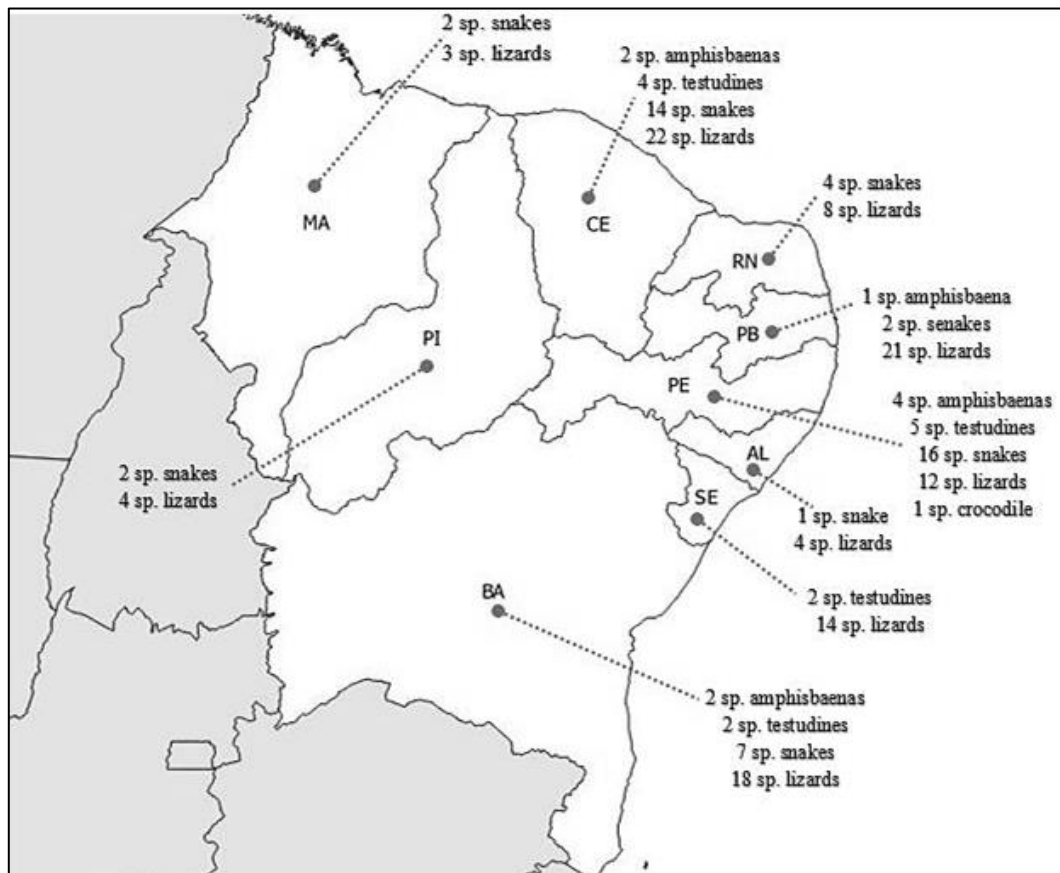 2 sp. snakes
3 sp. lizards
2 sp. amphisbaenas
4 sp. testudines
14 sp. snakes
22 sp. lizards
4 sp. snakes
8 sp. lizards
MA
CE
RN
1 sp. amphisbaena
2 sp. senakes
21 sp. lizards
PB
PI
PE
4 sp. amphisbaenas
5 sp. testudines
16 sp. snakes
12 sp. lizards
1 sp. crocodile
2 sp. snakes
4 sp. lizards
AL
SE
1 sp. snake
4 sp. lizards
BA
2 sp. testudines
14 sp. lizards
2 sp. amphisbaenas
2 sp. testudines
7 sp. snakes
18 sp. lizards